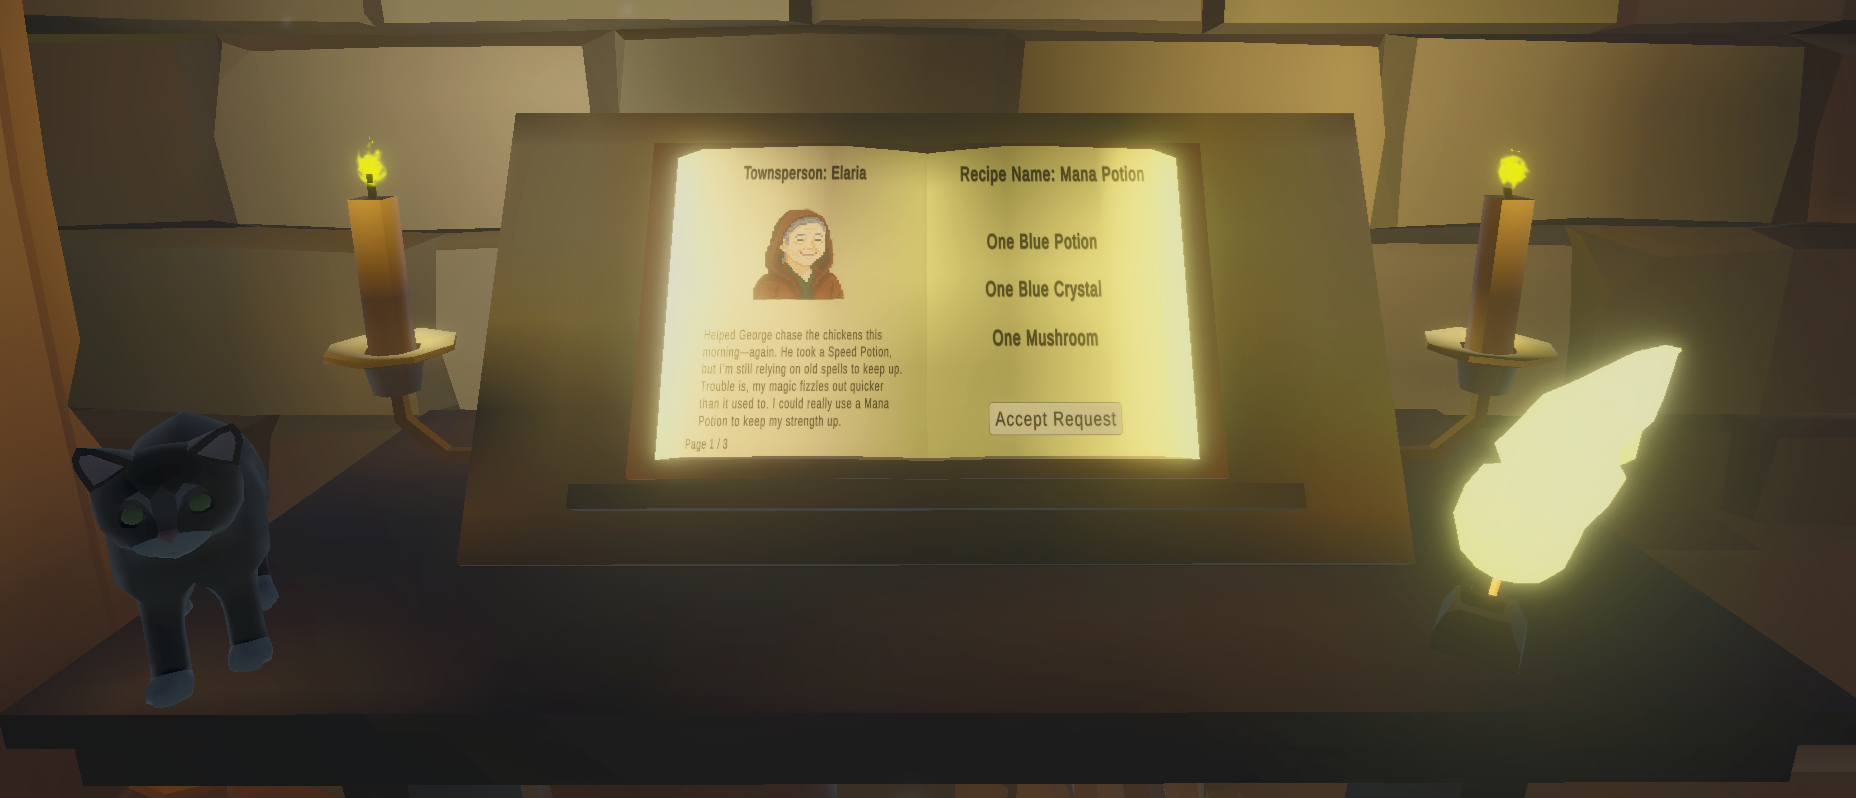 Townsperson: Elaria
Helped George chase the chickens this
morning—again. He took a Speed Potion,
but I'm still relying on old spells to keep up.
Trouble is, my magic fizzles out quicker
than it used to. I could really use a Mana
Potion to keep my strength up.
Page 1 / 3
Recipe Name: Mana Potion
One Blue Potion
One Blue Crystal
One Mushroom
Accept Request